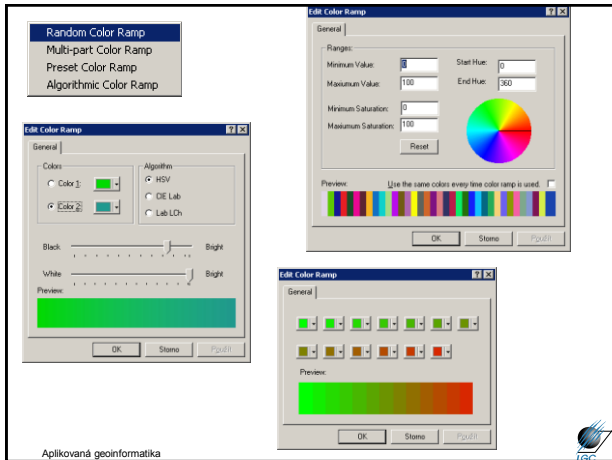 Random Color Ramp
Multi-part Color Ramp
Preset Color Ramp
Algorithmic Color Ramp
Edit Color Ramp
General
Ranges:
Minimum Value: 0
Start Hue: 0
Maxiumum Value: 100
End Hue: 360
Minimum Saturation: 0
Maxiumum Saturation: 100
Reset
Preview:
Use the same colors every time color ramp is used.
OK
Storno
Použít
Edit Color Ramp
General
Colors
Algorithm
Color 1:
HSV
Color 2:
CIE Lab
Lab LCh
Black
Bright
White
Bright
Preview:
OK
Storno
Použít
Edit Color Ramp
General
Preview:
OK
Storno
Použít
Aplikovaná geoinformatika
LGC